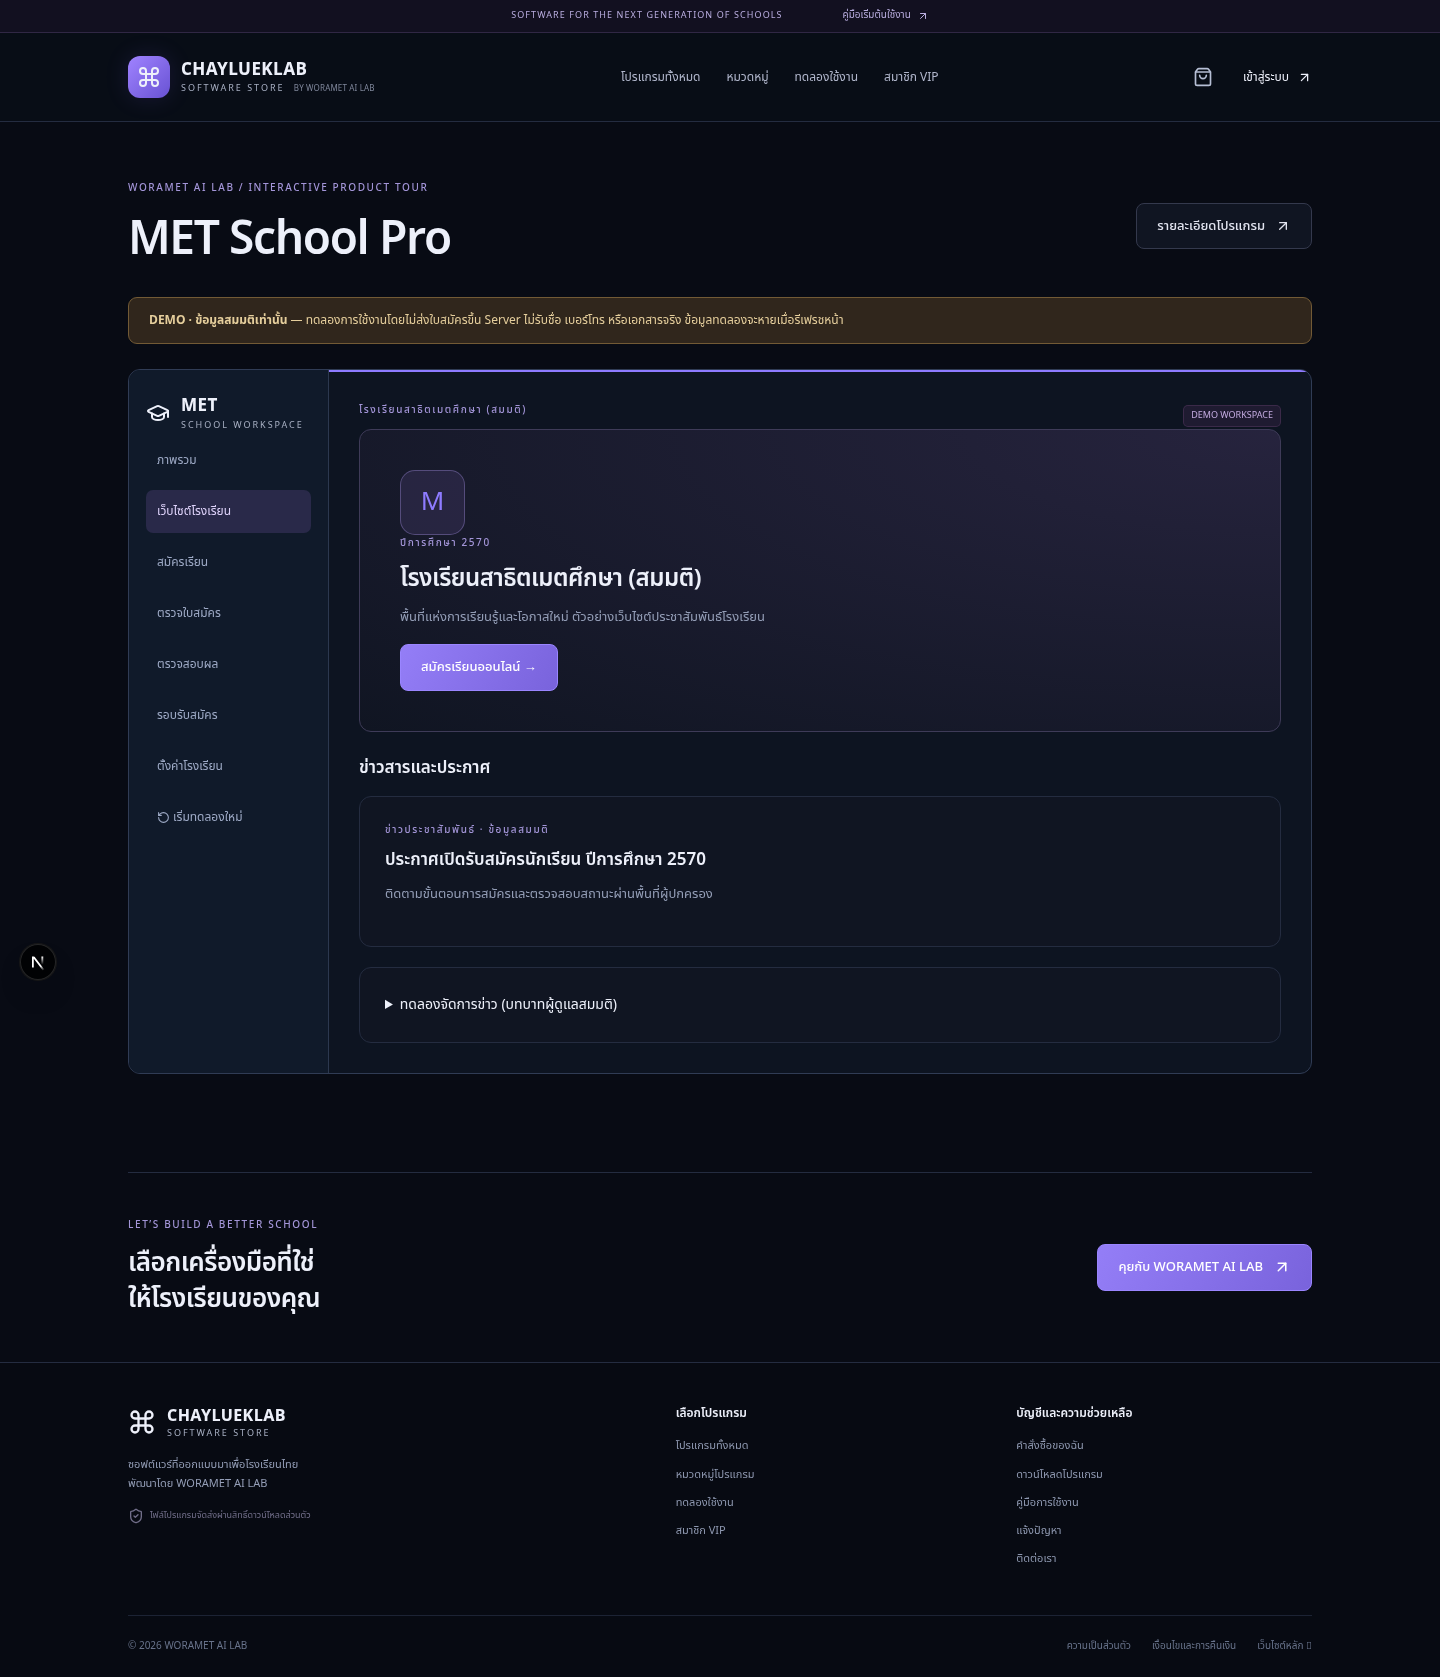 SOFTWARE FOR THE NEXT GENERATION OF SCHOOLS
คู่มือเริ่มต้นใช้งาน
CHAYLUEKLAB
SOFTWARE STORE BY WORAMET AI LAB
โปรแกรมทั้งหมด
หมวดหมู่
ทดลองใช้งาน
สมาชิก VIP
เข้าสู่ระบบ
WORAMET AI LAB / INTERACTIVE PRODUCT TOUR
MET School Pro
รายละเอียดโปรแกรม
DEMO · ข้อมูลสมมติเท่านั้น — ทดลองการใช้งานโดยไม่ส่งใบสมัครขึ้น Server ไม่รับชื่อ เบอร์โทร หรือเอกสารจริง ข้อมูลทดลองจะหายเมื่อรีเฟรชหน้า
MET
SCHOOL WORKSPACE
ภาพรวม
เว็บไซต์โรงเรียน
สมัครเรียน
ตรวจใบสมัคร
ตรวจสอบผล
รอบรับสมัคร
ตั้งค่าโรงเรียน
เริ่มทดลองใหม่
โรงเรียนสาธิตเมตศึกษา (สมมติ)
DEMO WORKSPACE
M
ปีการศึกษา 2570
โรงเรียนสาธิตเมตศึกษา (สมมติ)
พื้นที่แห่งการเรียนรู้และโอกาสใหม่ ตัวอย่างเว็บไซต์ประชาสัมพันธ์โรงเรียน
สมัครเรียนออนไลน์ →
ข่าวสารและประกาศ
ข่าวประชาสัมพันธ์ · ข้อมูลสมมติ
ประกาศเปิดรับสมัครนักเรียน ปีการศึกษา 2570
ติดตามขั้นตอนการสมัครและตรวจสอบสถานะผ่านพื้นที่ผู้ปกครอง
ทดลองจัดการข่าว (บทบาทผู้ดูแลสมมติ)
N
LET'S BUILD A BETTER SCHOOL
เลือกเครื่องมือที่ใช่
ให้โรงเรียนของคุณ
คุยกับ WORAMET AI LAB
CHAYLUEKLAB
SOFTWARE STORE
ซอฟต์แวร์ที่ออกแบบมาเพื่อโรงเรียนไทย
พัฒนาโดย WORAMET AI LAB
ไฟล์โปรแกรมจัดส่งผ่านสิทธิ์ดาวน์โหลดส่วนตัว
เลือกโปรแกรม
โปรแกรมทั้งหมด
หมวดหมู่โปรแกรม
ทดลองใช้งาน
สมาชิก VIP
บัญชีและความช่วยเหลือ
คำสั่งซื้อของฉัน
ดาวน์โหลดโปรแกรม
คู่มือการใช้งาน
แจ้งปัญหา
ติดต่อเรา
© 2026 WORAMET AI LAB
ความเป็นส่วนตัว
เงื่อนไขและการคืนเงิน
เว็บไซต์หลัก